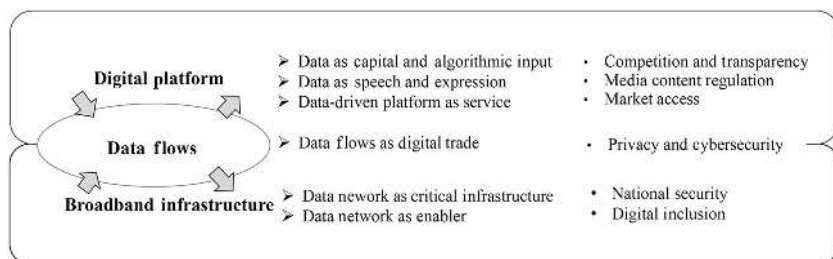 Digital platform
Data flows
Broadband infrastructure
➢ Data as capital and algorithmic input
➢ Data as speech and expression
➢ Data-driven platform as service
➢ Data flows as digital trade
➢ Data nework as critical infrastructure
➢ Data network as enabler
• Competition and transparency
• Media content regulation
• Market access
• Privacy and cybersecurity
• National security
• Digital inclusion